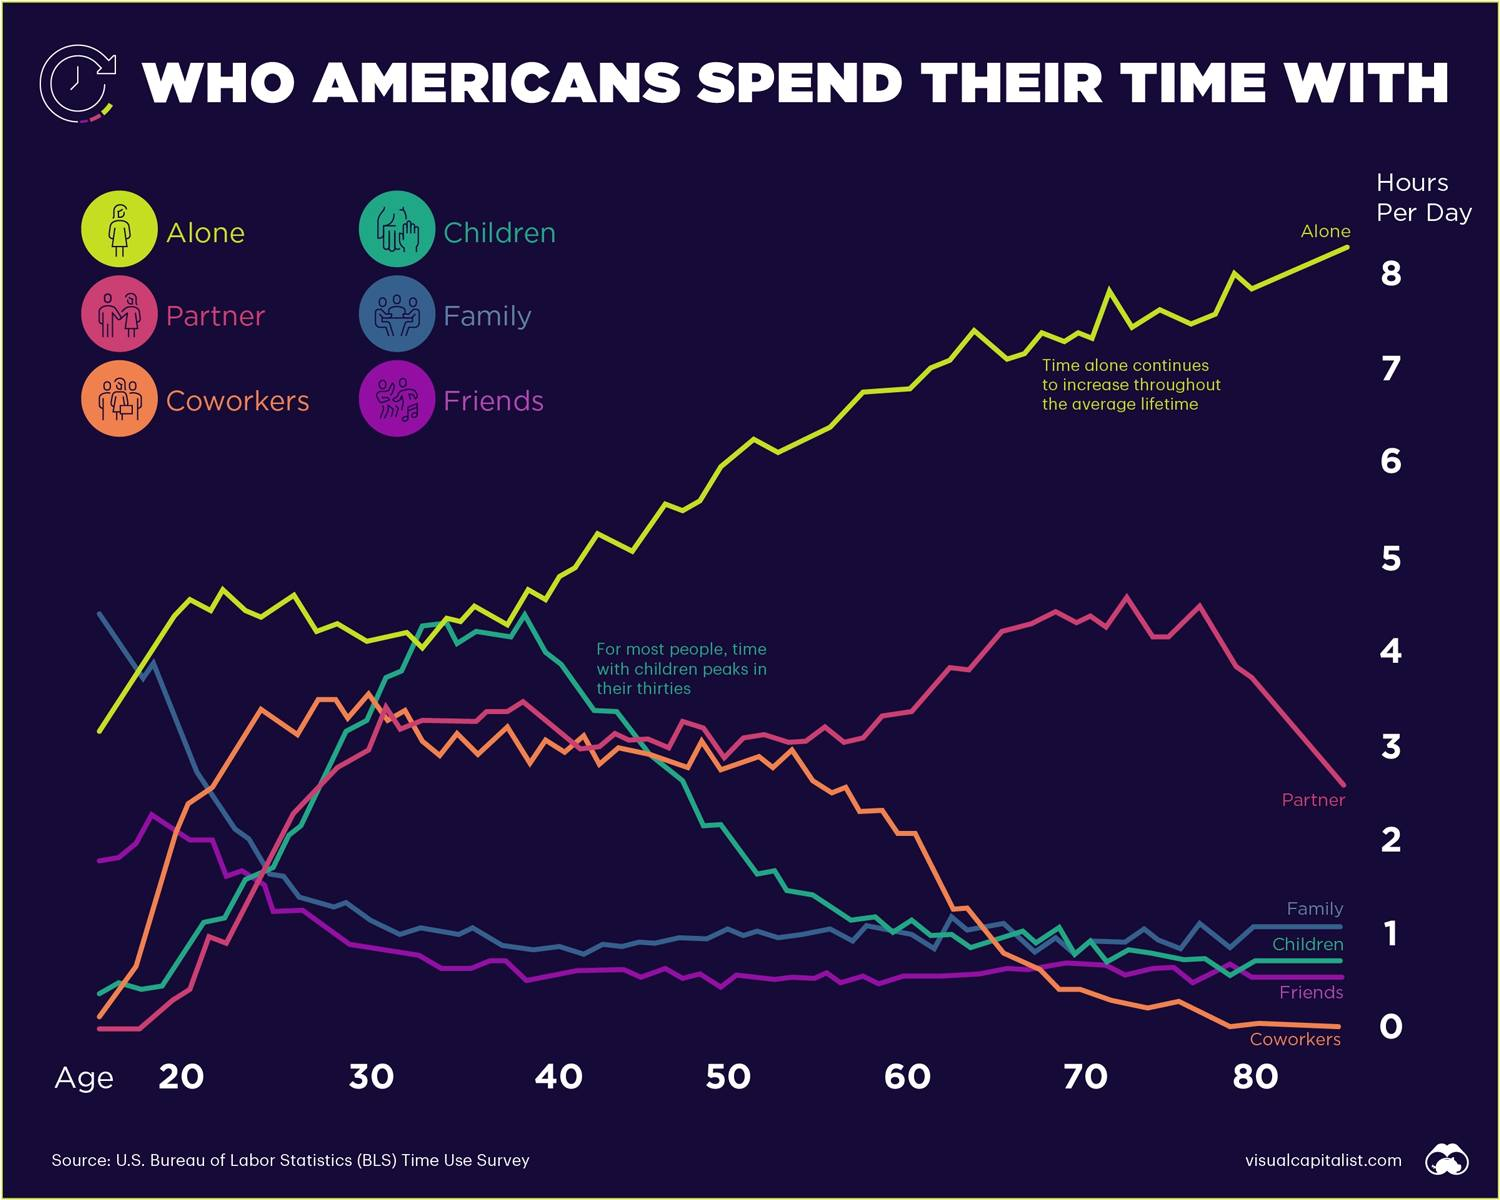 WHO AMERICANS SPEND THEIR TIME WITH
Hours
Per Day
Alone
Children
Partner
Family
Coworkers
Friends
Alone
8
7
Time alone continues
to increase throughout
the average lifetime
6
5
4
For most people, time
with children peaks in
their thirties
3
Partner
2
Family
1
Children
Friends
0
Coworkers
Age 20 30 40 50 60 70 80
Source: U.S. Bureau of Labor Statistics (BLS) Time Use Survey
visualcapitalist.com